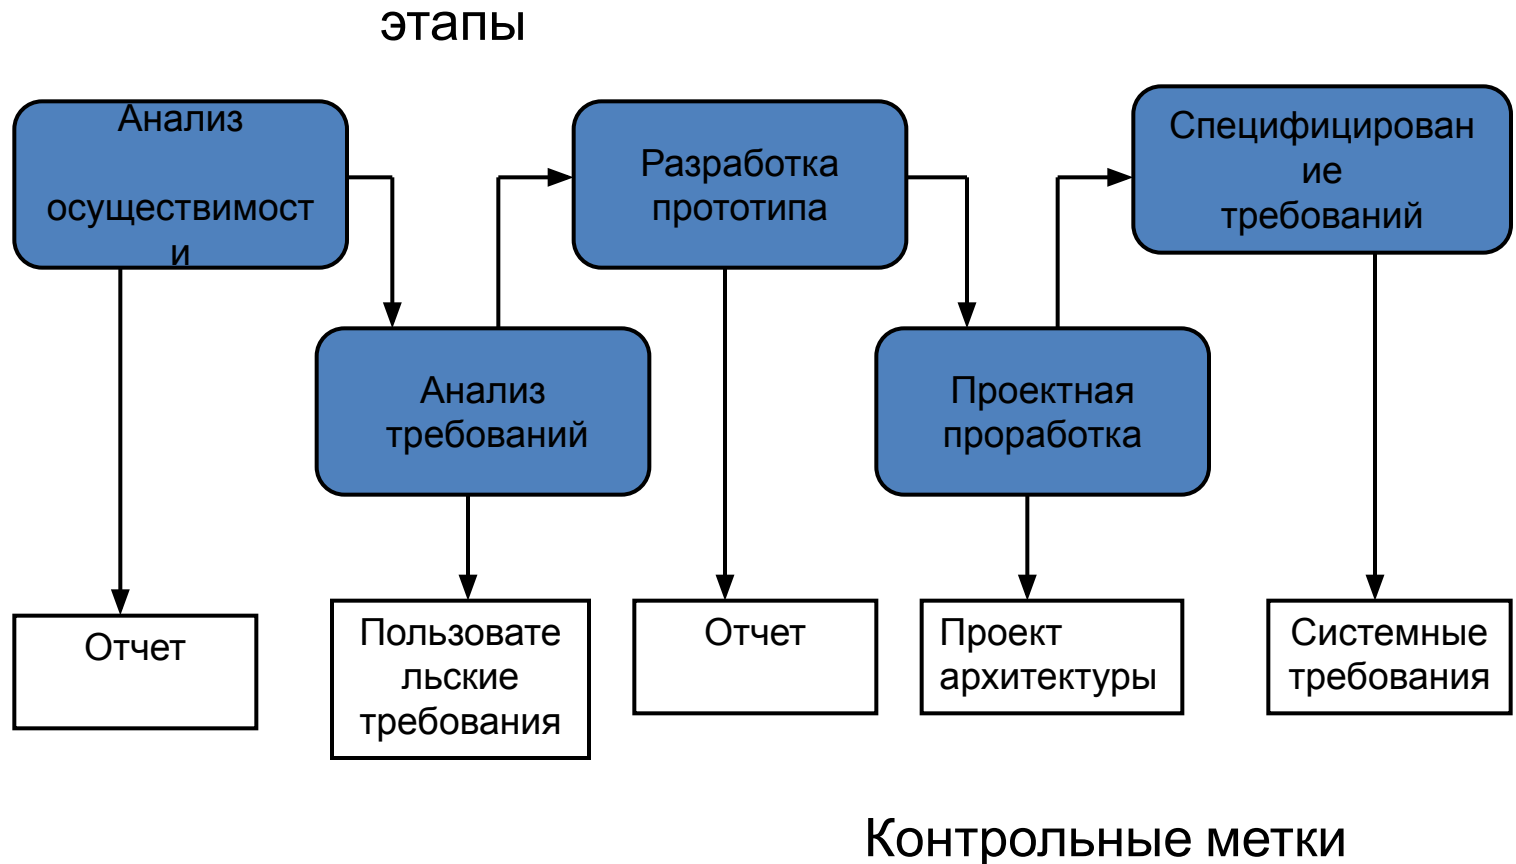 этапы
Анализ
осуществимост
и
Разработка
прототипа
Специфицирован
ие
требований
Анализ
требований
Проектная
проработка
Отчет
Пользовате
льские
требования
Отчет
Проект
архитектуры
Системные
требования
Контрольные метки